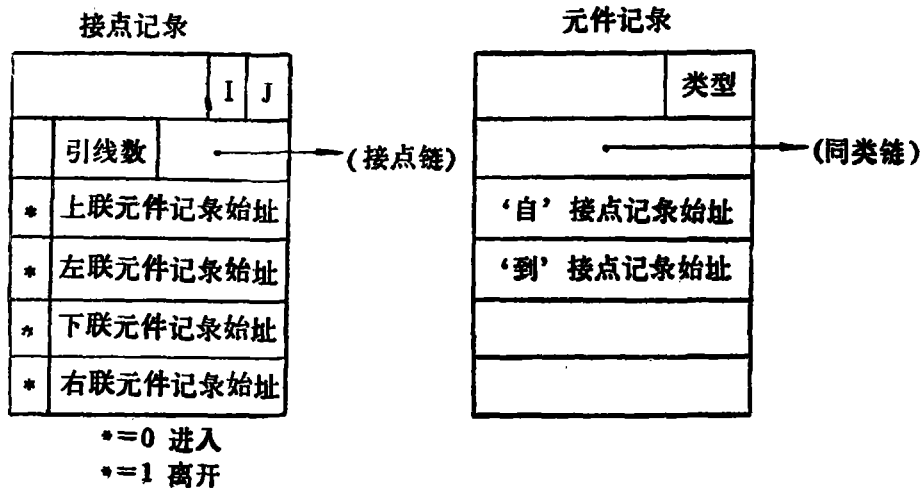 接点记录
I J
引线数
(接点链)
* 上联元件记录始址
* 左联元件记录始址
* 下联元件记录始址
* 右联元件记录始址
*=0 进入
*=1 离开
元件记录
类型
(同类链)
‘自’接点记录始址
‘到’接点记录始址